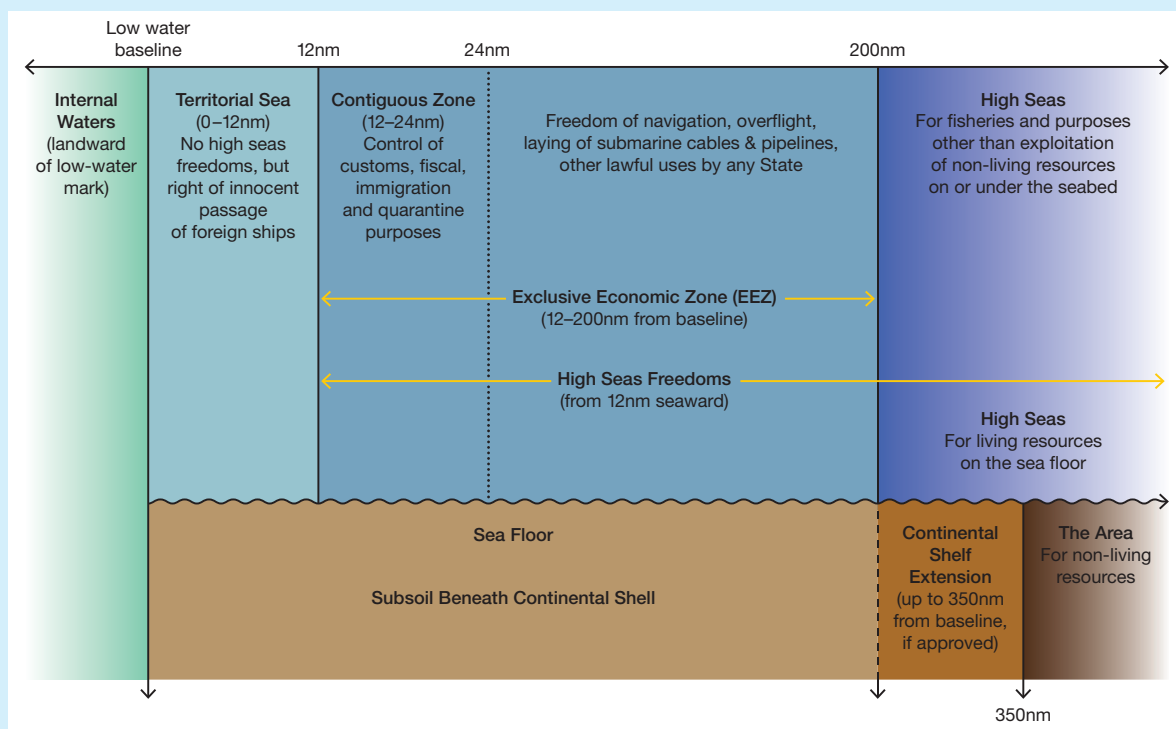 Low water
baseline
12nm
24nm
200nm
Internal
Waters
(landward
of low-water
mark)
Territorial Sea
(0–12nm)
No high seas
freedoms, but
right of innocent
passage
of foreign ships
Contiguous Zone
(12–24nm)
Control of
customs, fiscal,
immigration
and quarantine
purposes
Freedom of navigation, overflight,
laying of submarine cables & pipelines,
other lawful uses by any State
High Seas
For fisheries and purposes
other than exploitation
of non-living resources
on or under the seabed
Exclusive Economic Zone (EEZ)
(12–200nm from baseline)
High Seas Freedoms
(from 12nm seaward)
High Seas
For living resources
on the sea floor
Sea Floor
Subsoil Beneath Continental Shell
Continental
Shelf
Extension
(up to 350nm
from baseline,
if approved)
The Area
For non-living
resources
350nm